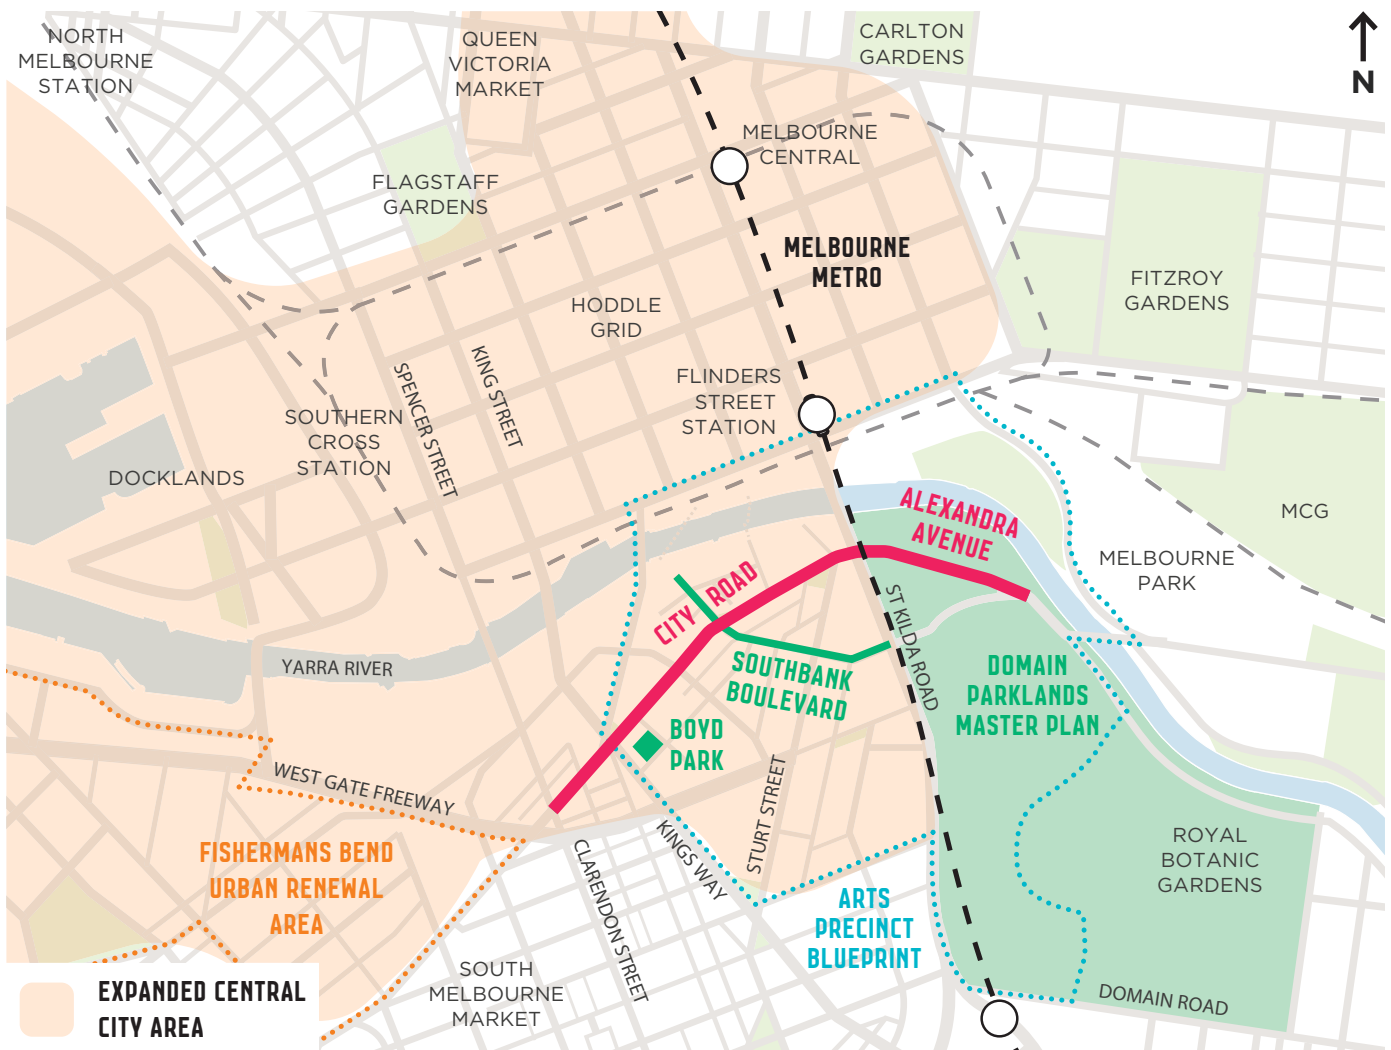 NORTH
MELBOURNE
STATION
QUEEN
VICTORIA
MARKET
CARLTON
GARDENS
N
MELBOURNE
CENTRAL
FLAGSTAFF
GARDENS
MELBOURNE
METRO
FITZROY
GARDENS
HODDLE
GRID
KING STREET
SPENCER STREET
FLINDERS
STREET
STATION
SOUTHERN
CROSS
STATION
DOCKLANDS
ALEXANDRA
AVENUE
MCG
MELBOURNE
PARK
CITY ROAD
ST KILDA ROAD
YARRA RIVER
SOUTHBANK
BOULEVARD
DOMAIN
PARKLANDS
MASTER PLAN
BOYD
PARK
WEST GATE FREEWAY
STURT STREET
KINGS WAY
CLARENDON STREET
FISHERMANS BEND
URBAN RENEWAL
AREA
ROYAL
BOTANIC
GARDENS
ARTS
PRECINCT
BLUEPRINT
SOUTH
MELBOURNE
MARKET
DOMAIN ROAD
EXPANDED CENTRAL
CITY AREA